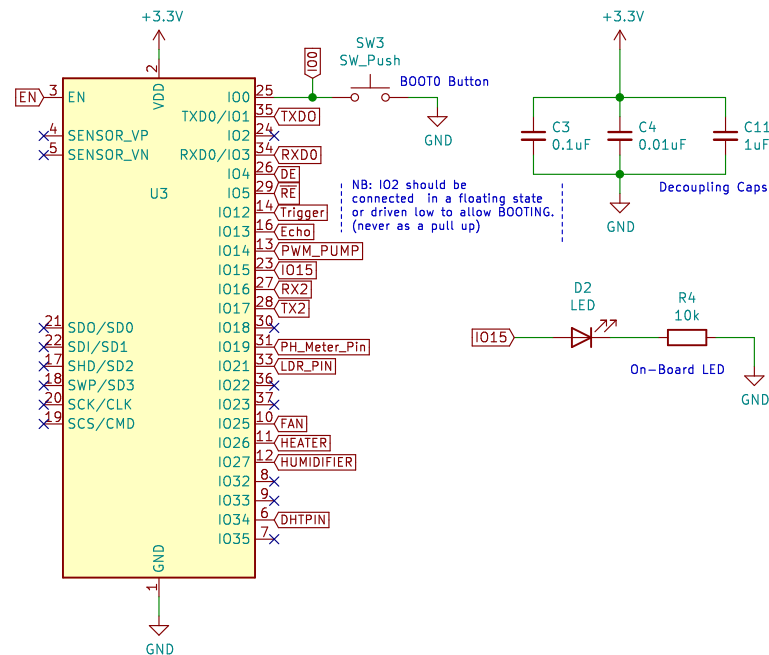 +3.3V
VDD
2
EN
3
EN
4
SENSOR_VP
5
SENSOR_VN
U3
21
SDO/SD0
22
SDI/SD1
17
SHD/SD2
18
SWP/SD3
20
SCK/CLK
19
SCS/CMD
IO0
25
TXD0/IO1
35
TXD0
IO2
24
RXD0/IO3
34
RXD0
IO4
26
DE
IO5
29
RE
IO12
14
Trigger
IO13
16
Echo
IO14
13
PWM_PUMP
IO15
23
IO15
IO16
27
RX2
IO17
28
TX2
IO18
30
IO19
31
PH_Meter_Pin
IO21
33
LDR_PIN
IO22
36
IO23
37
IO25
10
FAN
IO26
11
HEATER
IO27
12
HUMIDIFIER
IO32
8
IO33
9
IO34
6
DHTPIN
IO35
7
GND
1
GND
IO0
SW3
SW_Push
BOOT0 Button
GND
NB: IO2 should be
connected in a floating state
or driven low to allow BOOTING.
(never as a pull up)
+3.3V
C3
0.1uF
C4
0.01uF
C11
1uF
Decoupling Caps
GND
IO15
D2
LED
R4
10k
On-Board LED
GND